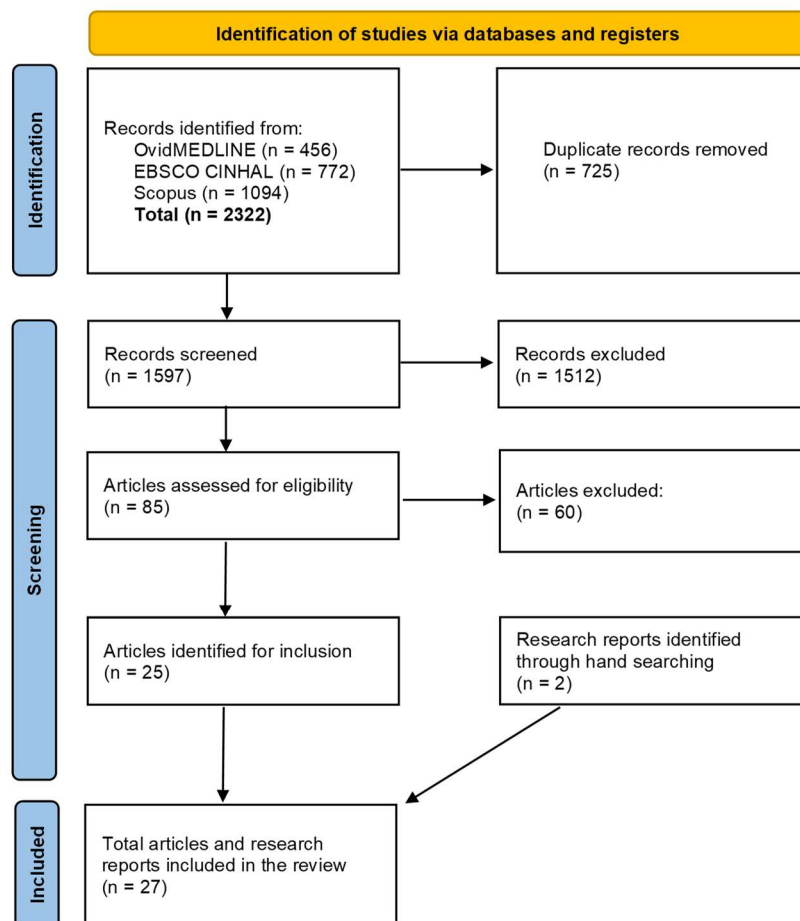 Identification of studies via databases and registers
Identification
Records identified from:
OvidMEDLINE (n = 456)
EBSCO CINHAL (n = 772)
Scopus (n = 1094)
Total (n = 2322)
Duplicate records removed
(n = 725)
Screening
Records screened
(n = 1597)
Records excluded
(n = 1512)
Articles assessed for eligibility
(n = 85)
Articles excluded:
(n = 60)
Articles identified for inclusion
(n = 25)
Research reports identified
through hand searching
(n = 2)
Included
Total articles and research
reports included in the review
(n = 27)